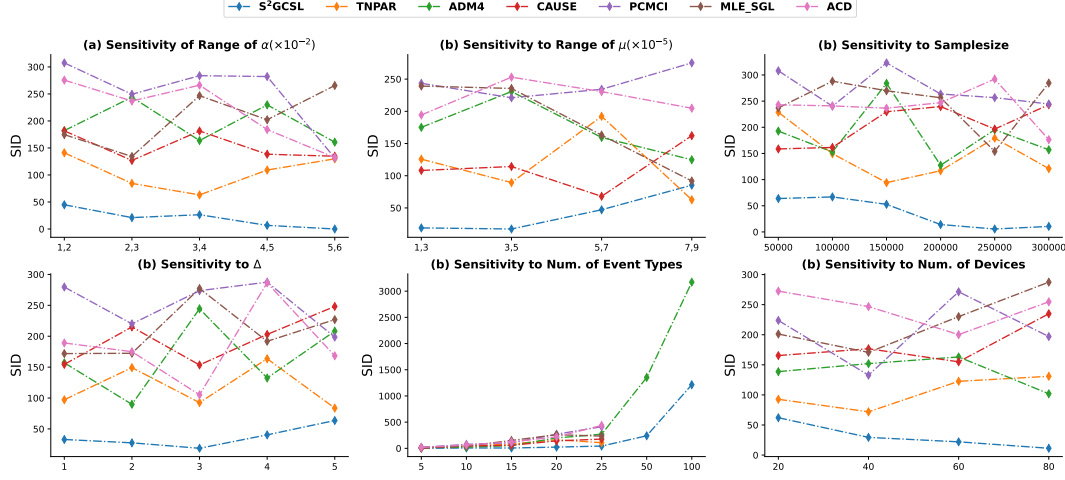 S²GCSL TNPAR ADM4 CAUSE PCMCI MLE_SGL ACD
(a) Sensitivity of Range of α(×10⁻²)
SID
300
250
200
150
100
50
0
1,2 2,3 3,4 4,5 5,6
(b) Sensitivity to Range of μ(×10⁻⁵)
SID
250
200
150
100
50
1,3 3,5 5,7 7,9
(b) Sensitivity to Samplesize
SID
300
250
200
150
100
50
0
50000 100000 150000 200000 250000 300000
(b) Sensitivity to Δ
SID
300
250
200
150
100
50
1 2 3 4 5
(b) Sensitivity to Num. of Event Types
SID
3000
2500
2000
1500
1000
500
0
5 10 15 20 25 50 100
(b) Sensitivity to Num. of Devices
SID
300
250
200
150
100
50
0
20 40 60 80